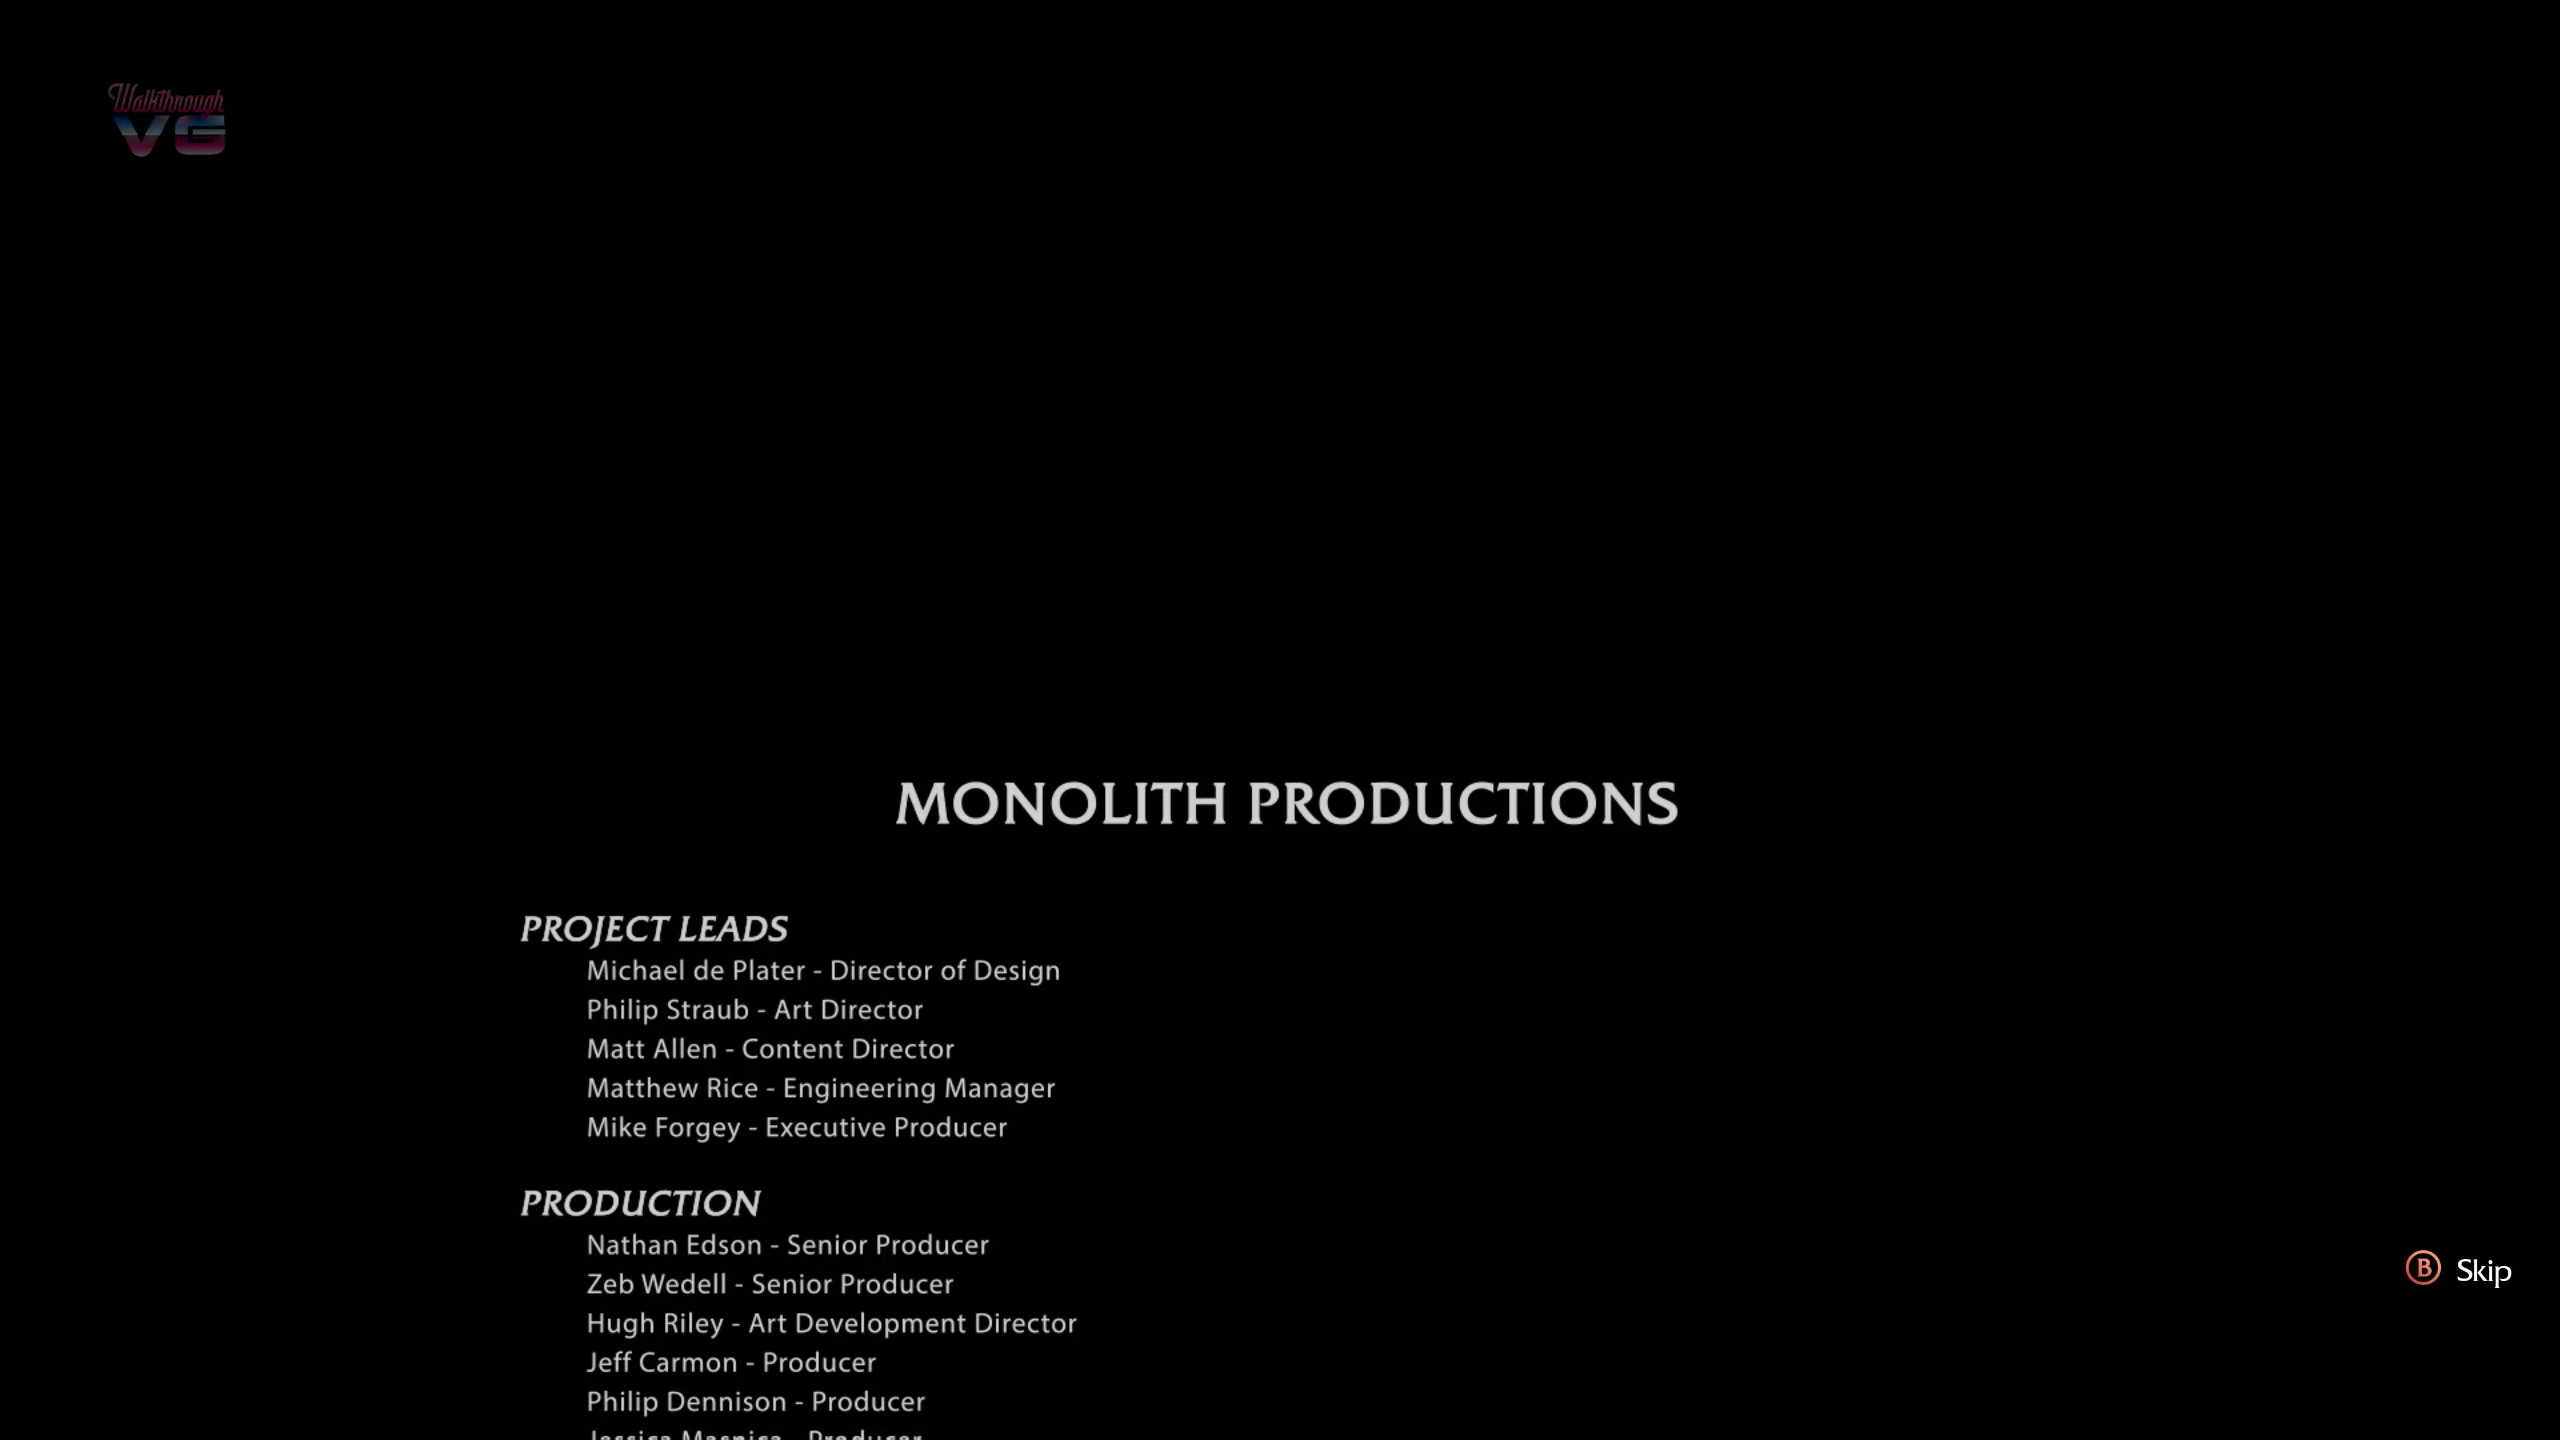 Walkthrough
VG
MONOLITH PRODUCTIONS
PROJECT LEADS
Michael de Plater - Director of Design
Philip Straub - Art Director
Matt Allen - Content Director
Matthew Rice - Engineering Manager
Mike Forgey - Executive Producer
PRODUCTION
Nathan Edson - Senior Producer
Zeb Wedell - Senior Producer
Hugh Riley - Art Development Director
Jeff Carmon - Producer
Philip Dennison - Producer
B Skip
Jessica - Producer